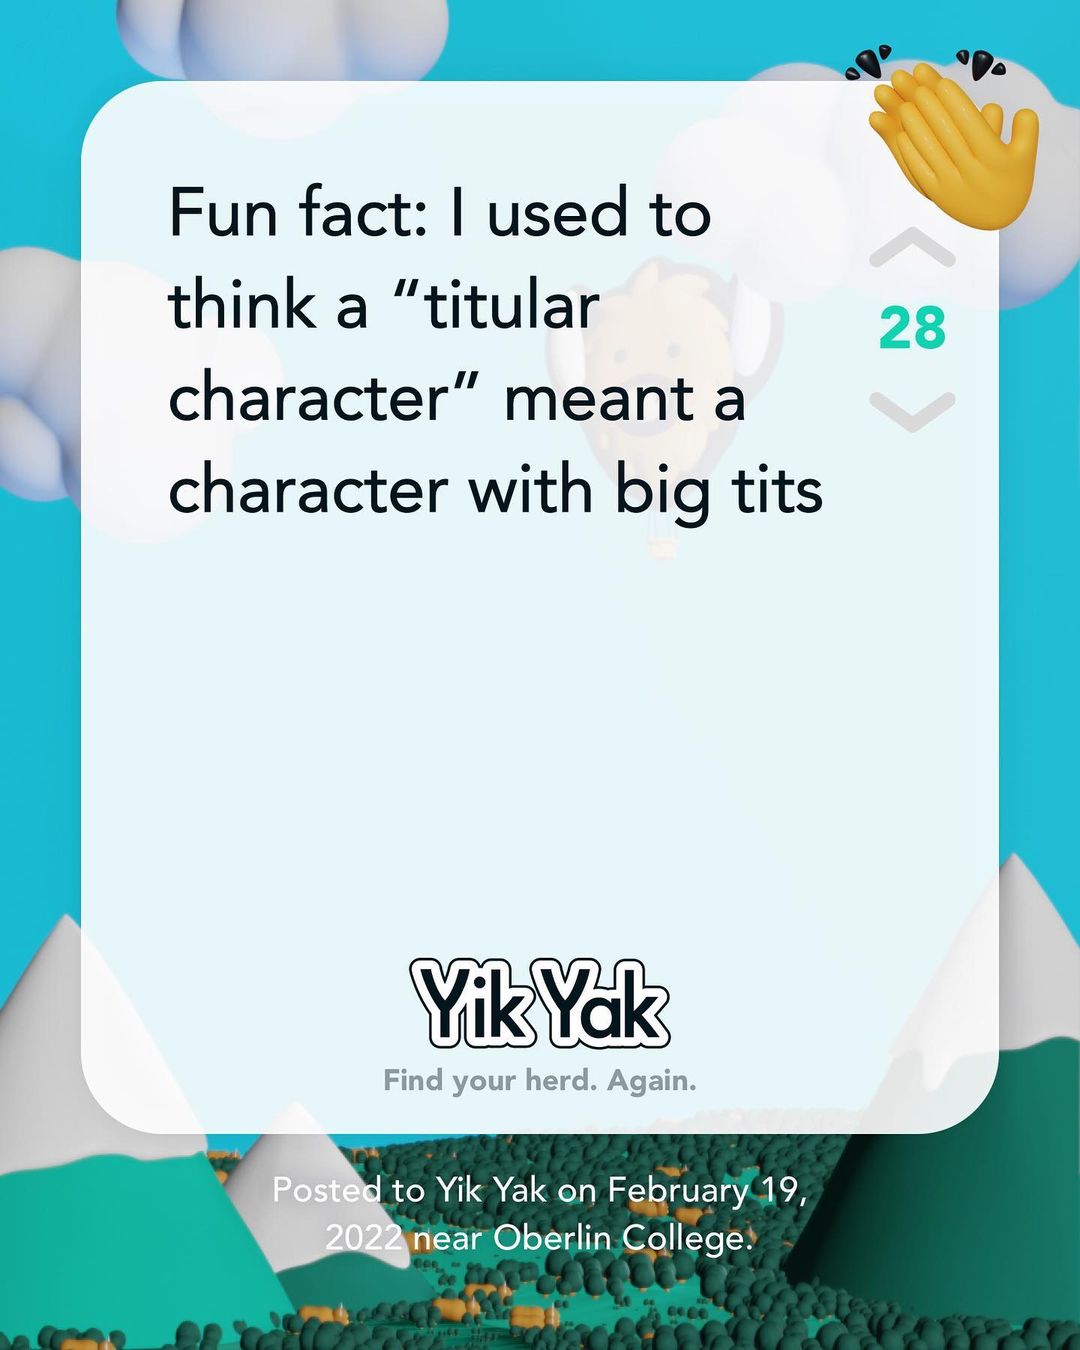 Fun fact: I used to
think a “titular
character” meant a
character with big tits
28
Yik Yak
Find your herd. Again.
Posted to Yik Yak on February 19,
2022 near Oberlin College.